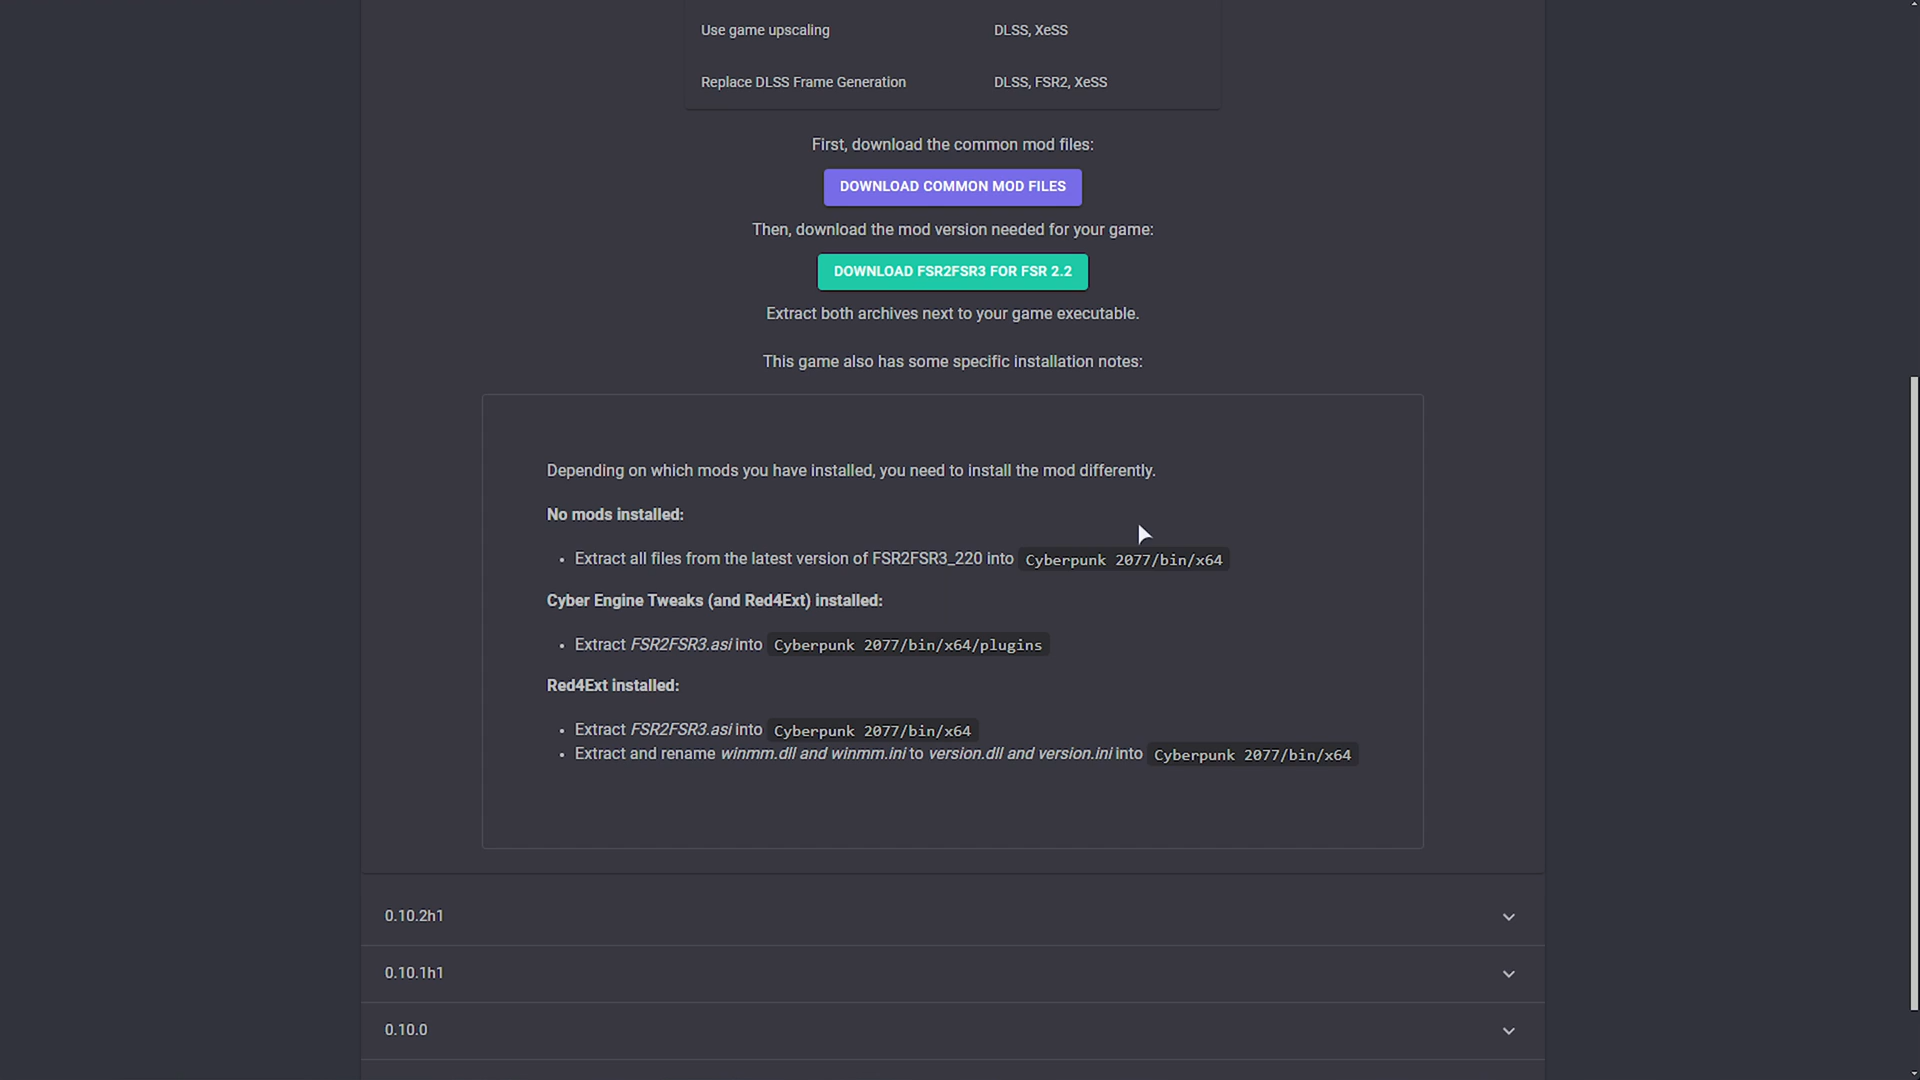 Use game upscaling DLSS, XeSS
Replace DLSS Frame Generation DLSS, FSR2, XeSS
First, download the common mod files:
DOWNLOAD COMMON MOD FILES
Then, download the mod version needed for your game:
DOWNLOAD FSR2FSR3 FOR FSR 2.2
Extract both archives next to your game executable.
This game also has some specific installation notes:
Depending on which mods you have installed, you need to install the mod differently.
No mods installed:
• Extract all files from the latest version of FSR2FSR3_220 into Cyberpunk 2077/bin/x64
Cyber Engine Tweaks (and Red4Ext) installed:
• Extract FSR2FSR3.asi into Cyberpunk 2077/bin/x64/plugins
Red4Ext installed:
• Extract FSR2FSR3.asi into Cyberpunk 2077/bin/x64
• Extract and rename winmm.dll and winmm.ini to version.dll and version.ini into Cyberpunk 2077/bin/x64
0.10.2h1
0.10.1h1
0.10.0